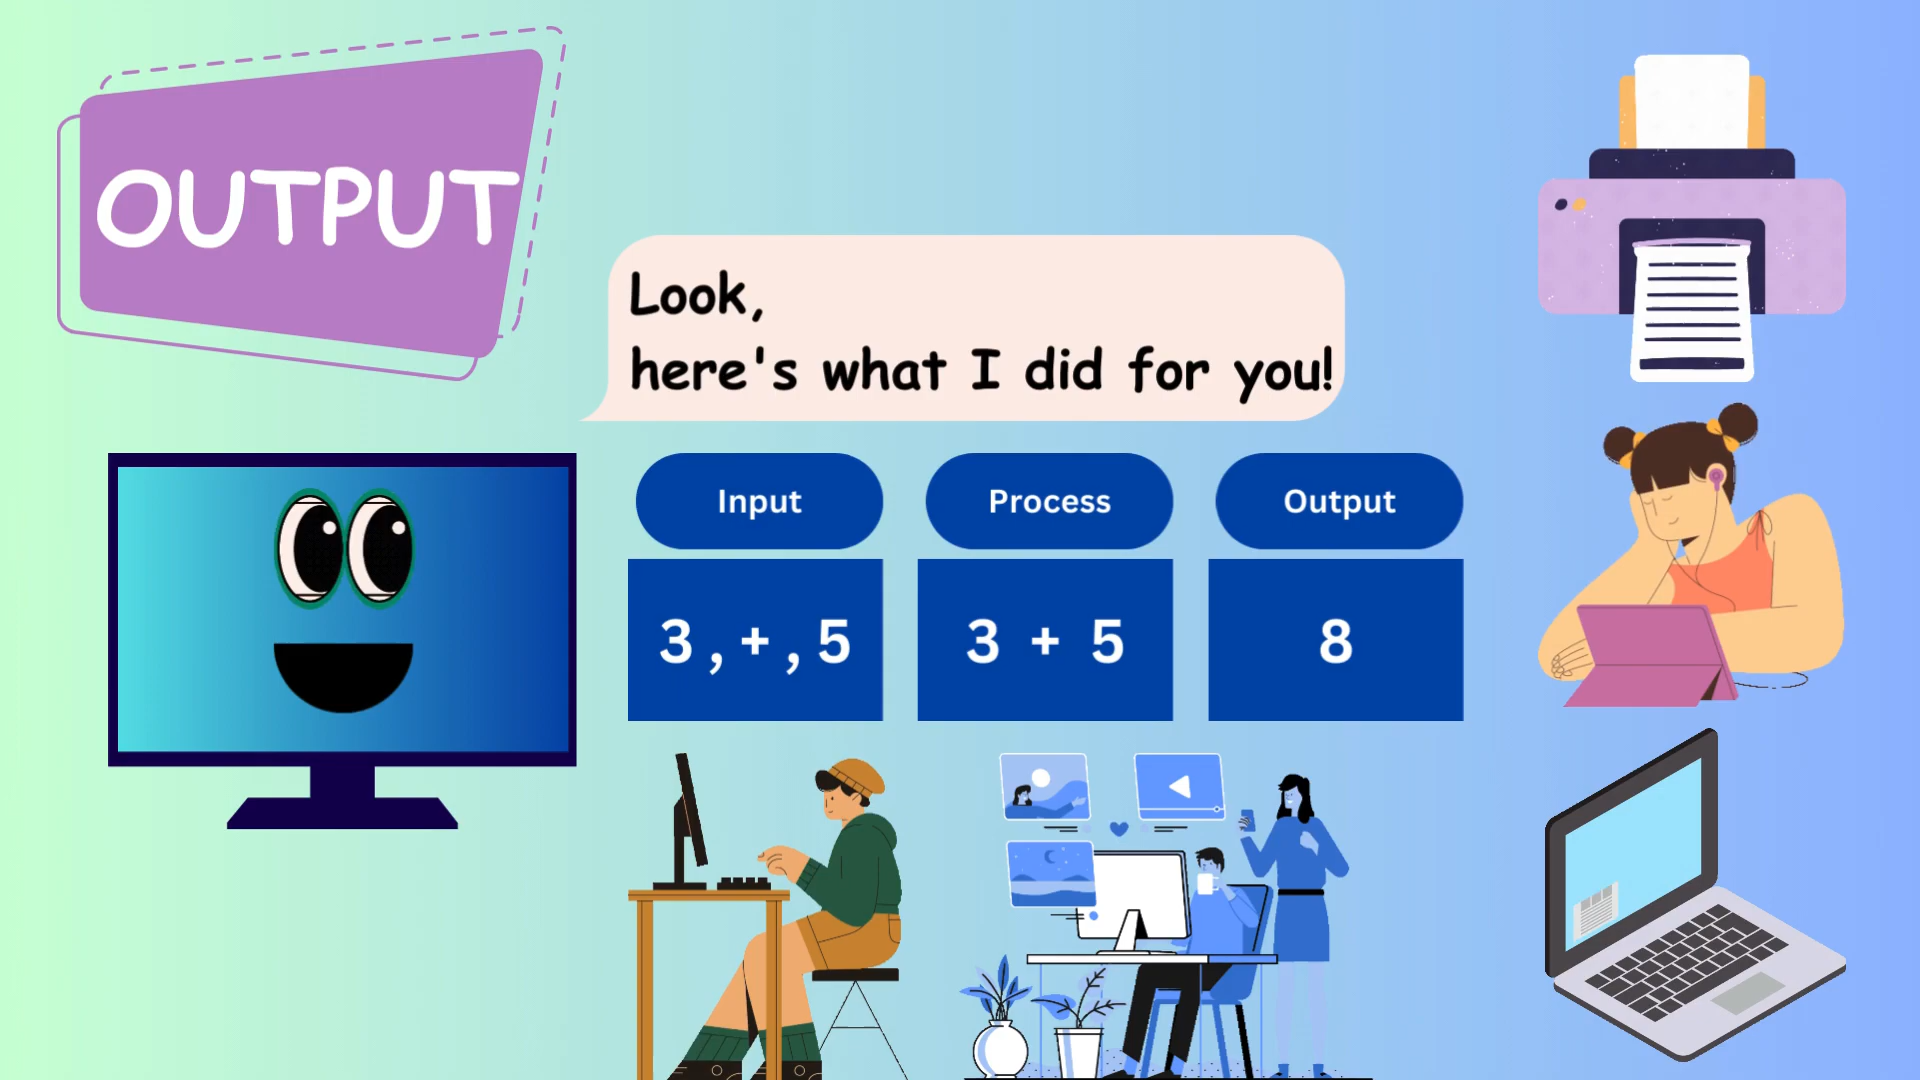 OUTPUT
Look,
here's what I did for you!
Input
Process
Output
3 , + , 5
3 + 5
8